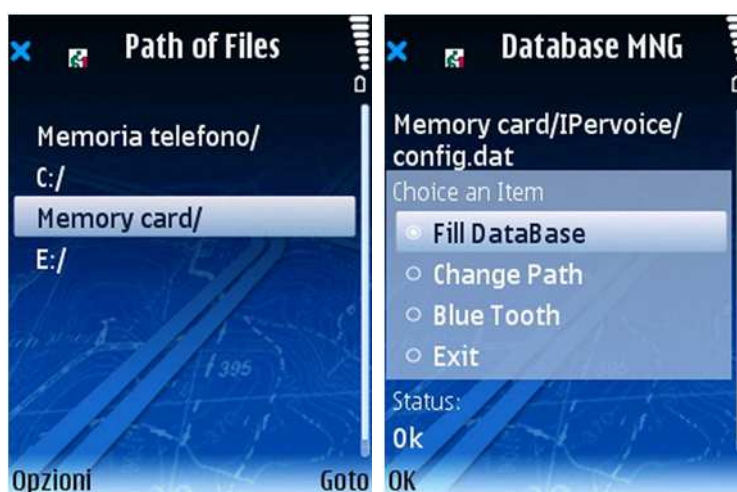 Path of Files
Memoria telefono/
C:/
Memory card/
E:/
395
Opzioni
Goto
Database MNG
Memory card/IPervoice/
config.dat
Choice an Item
Fill DataBase
Change Path
Blue Tooth
Exit
Status:
Ok
OK